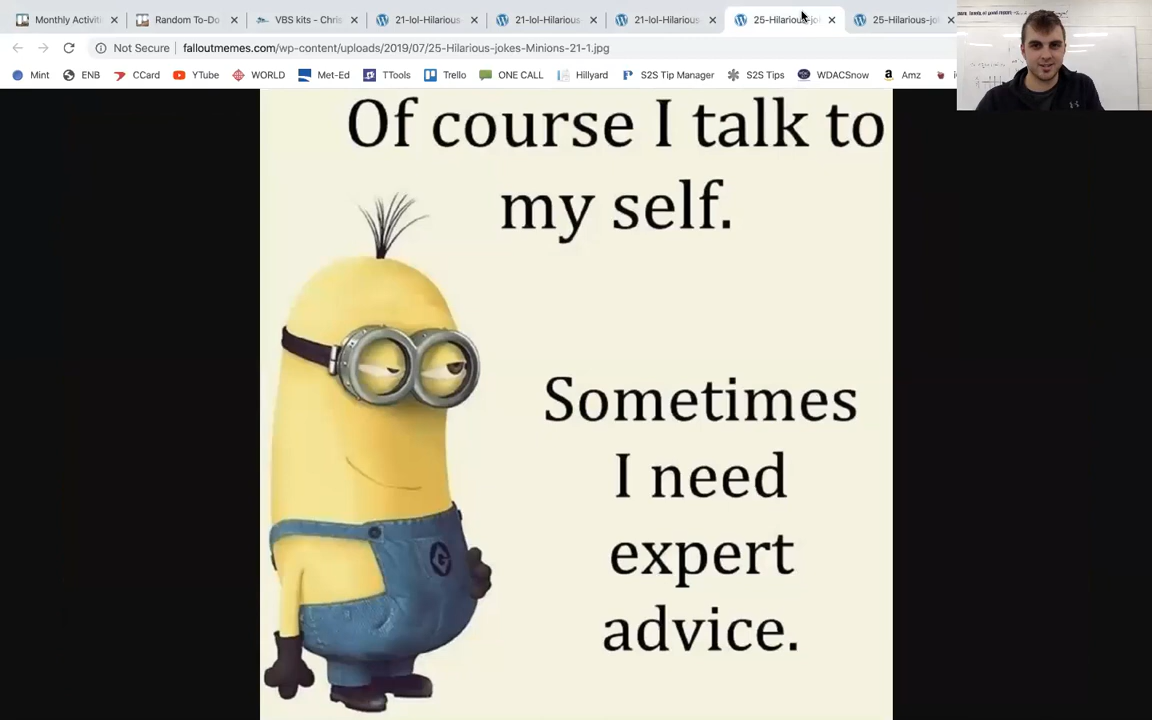 Monthly Activiti
Random To-Do
VBS kits - Chris
21-lol-Hilarious
21-lol-Hilarious
21-lol-Hilarious
25-Hilarious-jo
25-Hilarious-jo
Not Secure
falloutmemes.com/wp-content/uploads/2019/07/25-Hilarious-jokes-Minions-21-1.jpg
Mint
ENB
CCard
YTube
WORLD
Met-Ed
TTools
Trello
ONE CALL
Hillyard
S2S Tip Manager
S2S Tips
WDACSnow
Amz
Of course I talk to
my self.
Sometimes
I need
expert
advice.